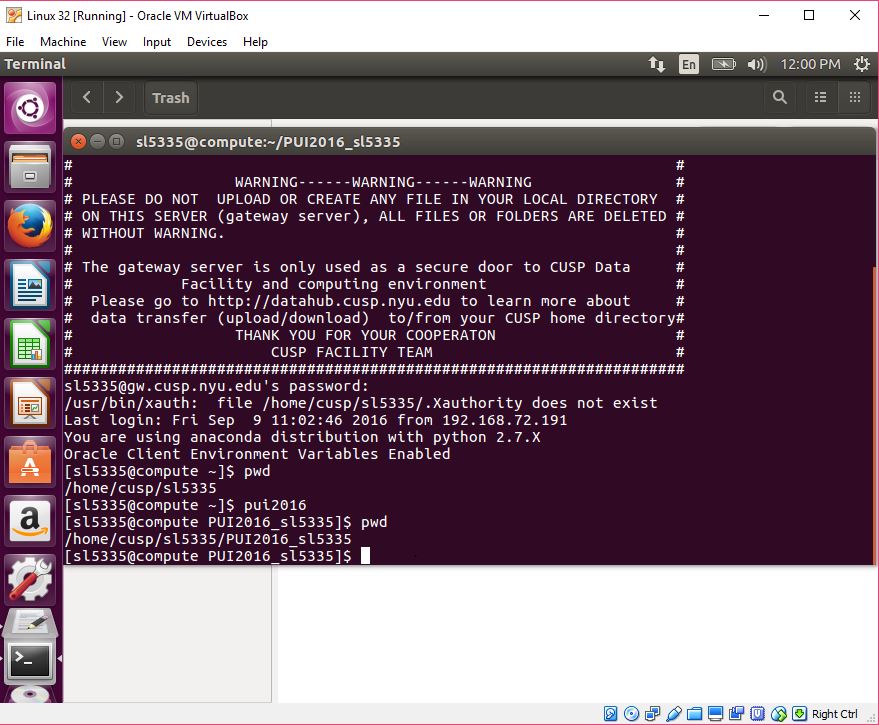 Linux 32 [Running] - Oracle VM VirtualBox
File Machine View Input Devices Help
Terminal En 12:00 PM
Trash
sl5335@compute:~/PUI2016_sl5335
# #
# WARNING------WARNING------WARNING #
# PLEASE DO NOT  UPLOAD OR CREATE ANY FILE IN YOUR LOCAL DIRECTORY #
# ON THIS SERVER (gateway server), ALL FILES OR FOLDERS ARE DELETED #
# WITHOUT WARNING. #
# #
# The gateway server is only used as a secure door to CUSP Data #
# Facility and computing environment #
# Please go to http://datahub.cusp.nyu.edu to learn more about #
# data transfer (upload/download)  to/from your CUSP home directory#
# THANK YOU FOR YOUR COOPERATON #
# CUSP FACILITY TEAM #
#####################################################################
sl5335@gw.cusp.nyu.edu's password:
/usr/bin/xauth:  file /home/cusp/sl5335/.Xauthority does not exist
Last login: Fri Sep  9 11:02:46 2016 from 192.168.72.191
You are using anaconda distribution with python 2.7.X
Oracle Client Environment Variables Enabled
[sl5335@compute ~]$ pwd
/home/cusp/sl5335
[sl5335@compute ~]$ pui2016
[sl5335@compute PUI2016_sl5335]$ pwd
/home/cusp/sl5335/PUI2016_sl5335
[sl5335@compute PUI2016_sl5335]$
Right Ctrl